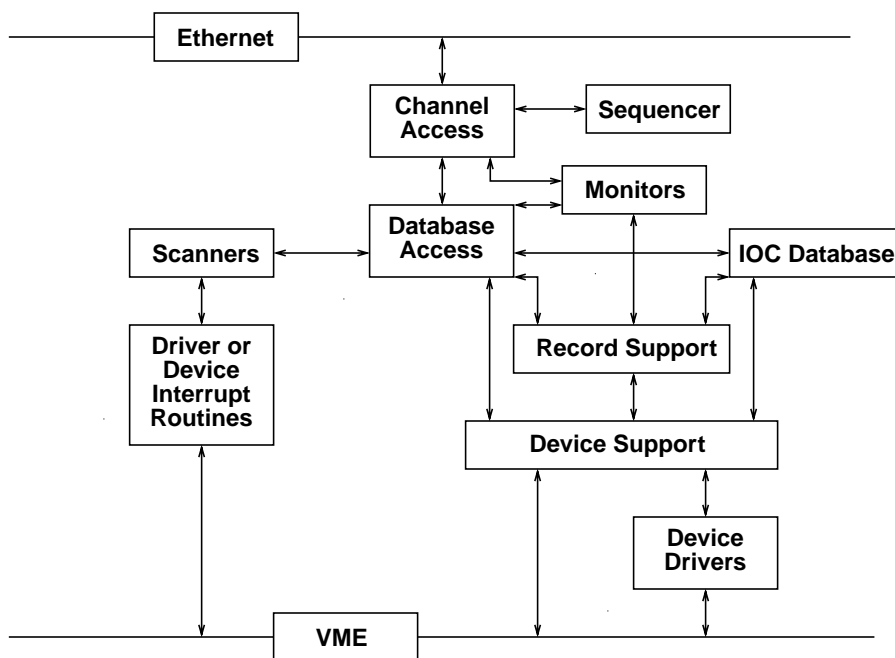 Ethernet
Channel
Access
Sequencer
Monitors
Database
Access
Scanners
IOC Database
Driver or
Device
Interrupt
Routines
Record Support
Device Support
Device
Drivers
VME